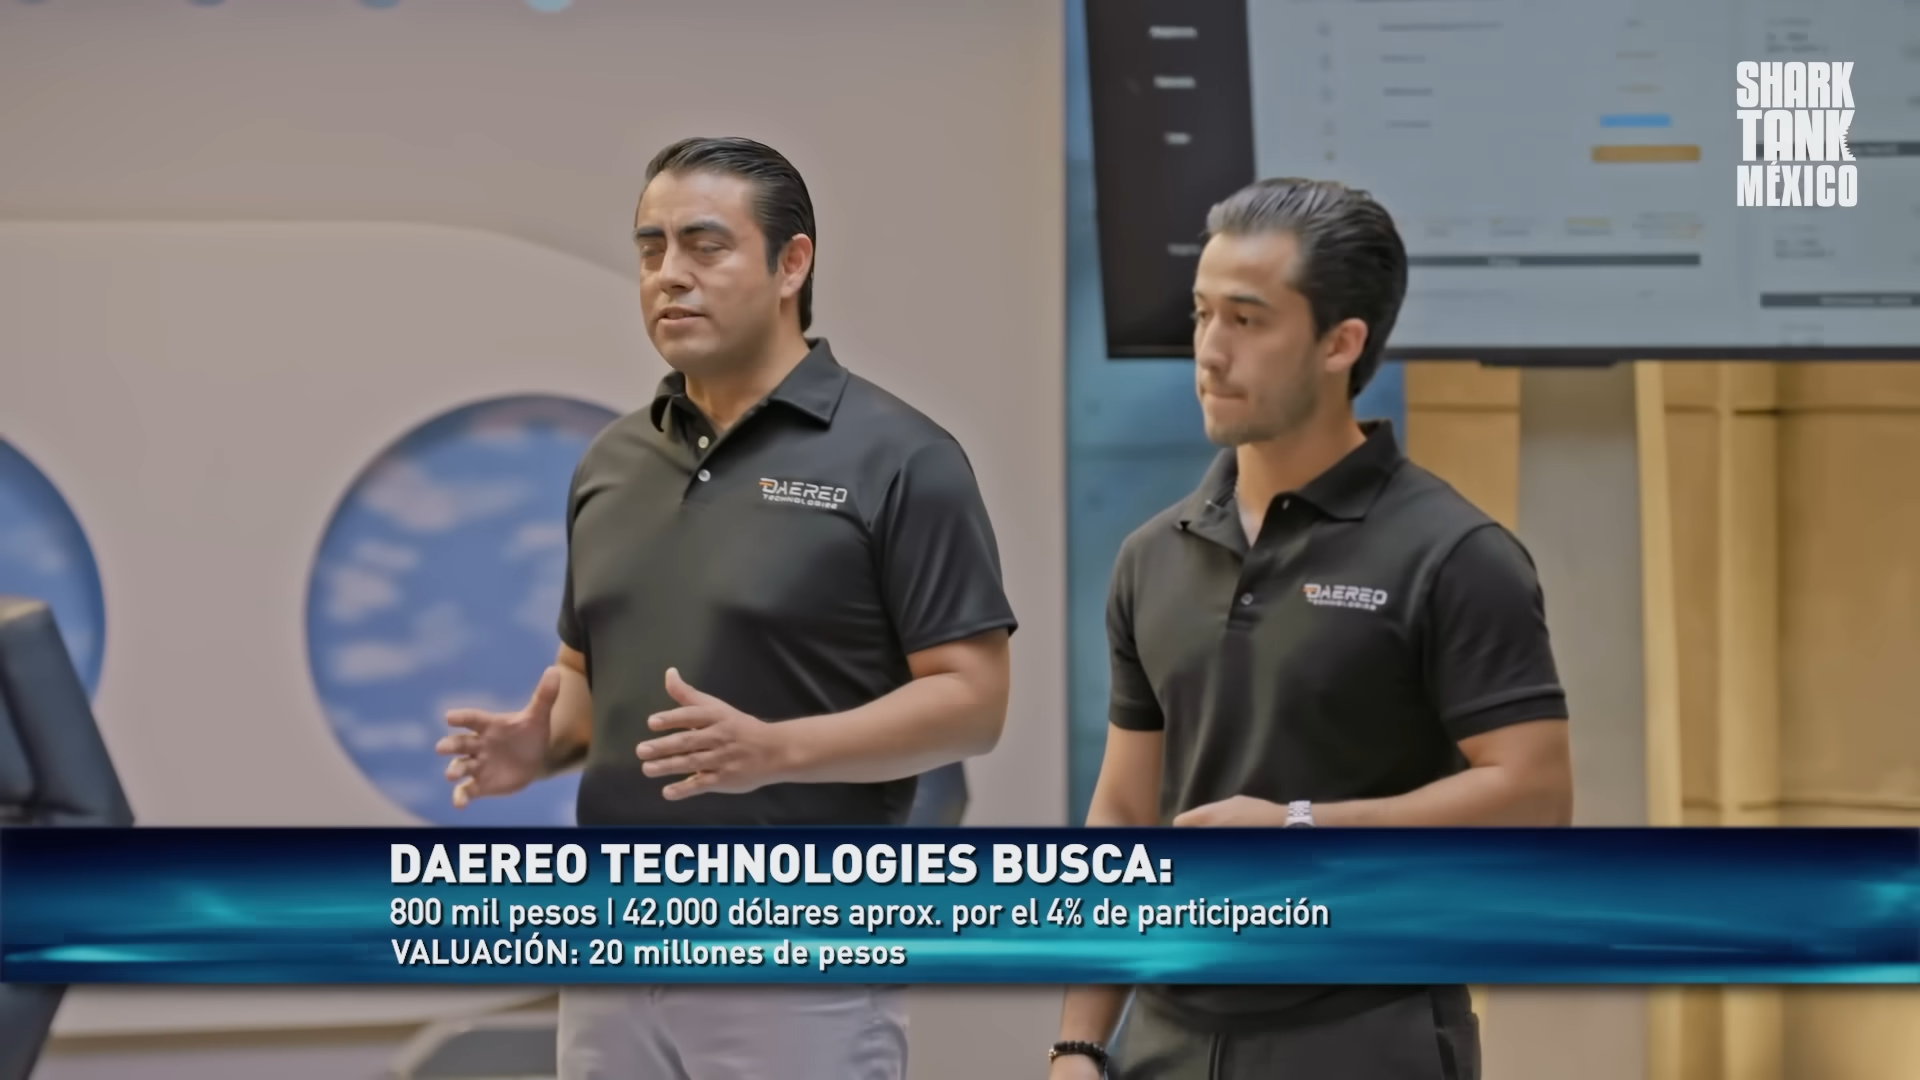 SHARK
TANK
MÉXICO
DAEREO
TECHNOLOGIES
DAEREO
TECHNOLOGIES
DAEREO TECHNOLOGIES BUSCA:
800 mil pesos | 42,000 dólares aprox. por el 4% de participación
VALUACIÓN: 20 millones de pesos